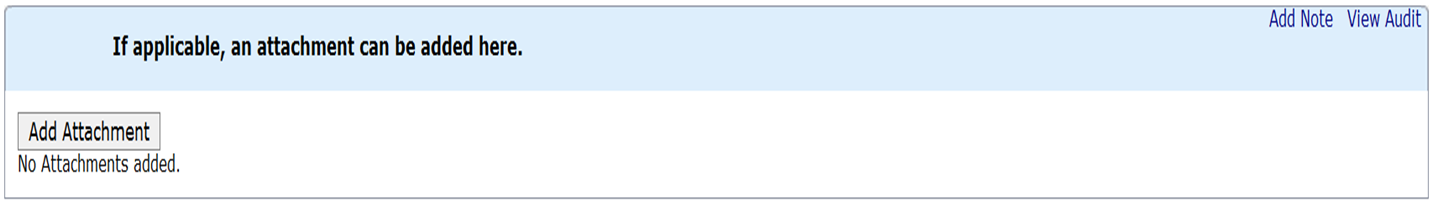 Add Note View Audit
If applicable, an attachment can be added here.
Add Attachment
No Attachments added.